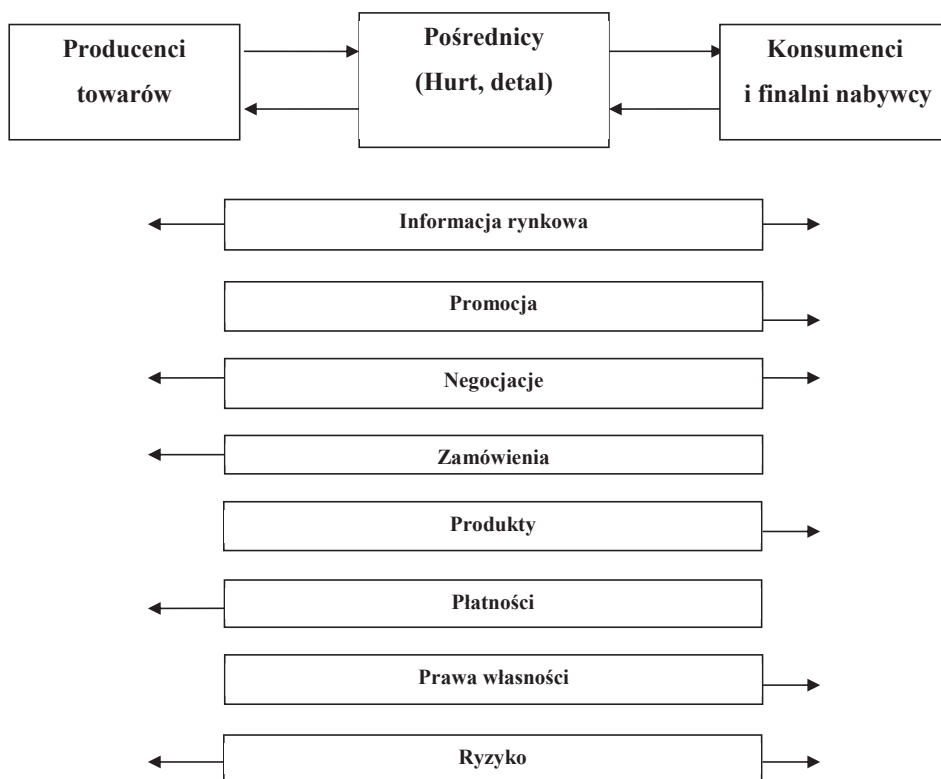 Producenci
towarów
Pośrednicy
(Hurt, detal)
Konsumenci
i finalni nabywcy
Informacja rynkowa
Promocja
Negocjacje
Zamówienia
Produkty
Płatności
Prawa własności
Ryzyko